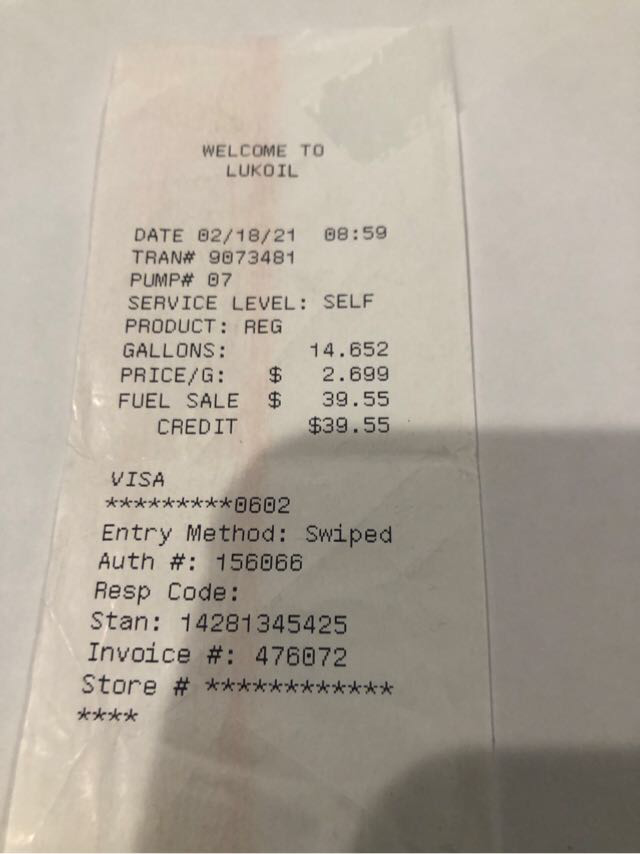 WELCOME TO
LUKOIL
DATE 02/18/21 08:59
TRAN# 9073481
PUMP# 07
SERVICE LEVEL: SELF
PRODUCT: REG
GALLONS: 14.652
PRICE/G: $ 2.699
FUEL SALE $ 39.55
CREDIT $39.55
VISA
*********0602
Entry Method: Swiped
Auth #: 156066
Resp Code:
Stan: 14281345425
Invoice #: 476072
Store # ************
****